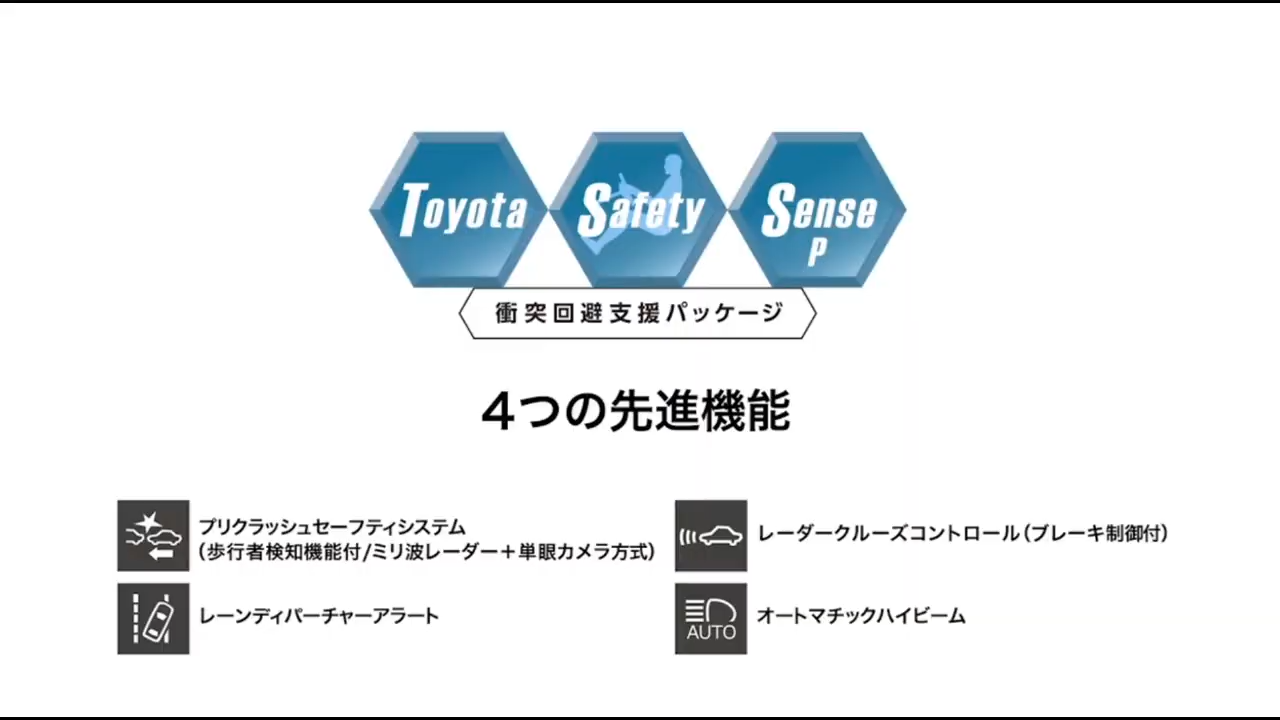 Toyota Safety Sense
P
衝突回避支援パッケージ
4つの先進機能
プリクラッシュセーフティシステム
（歩行者検知機能付/ミリ波レーダー＋単眼カメラ方式）
レーダークルーズコントロール（ブレーキ制御付）
レーンディパーチャーアラート
AUTO
オートマチックハイビーム